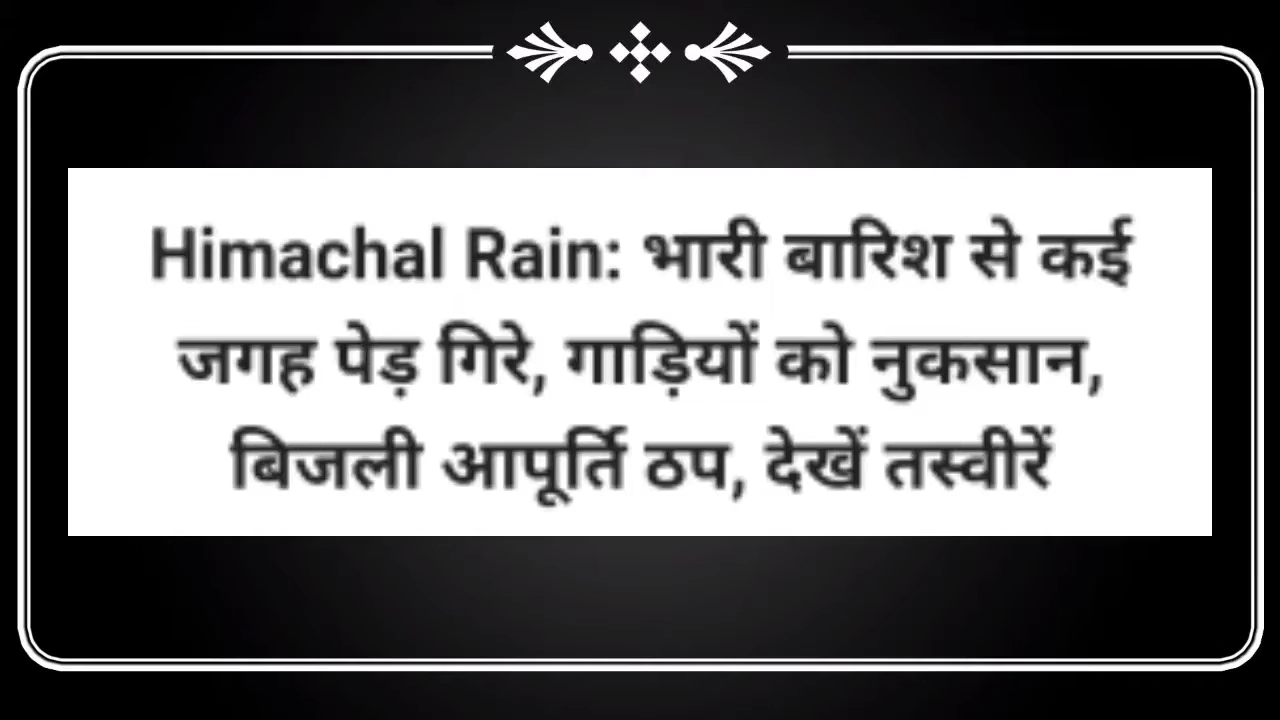 Himachal Rain: भारी बारिश से कई
जगह पेड़ गिरे, गाड़ियों को नुकसान,
बिजली आपूर्ति ठप, देखें तस्वीरें